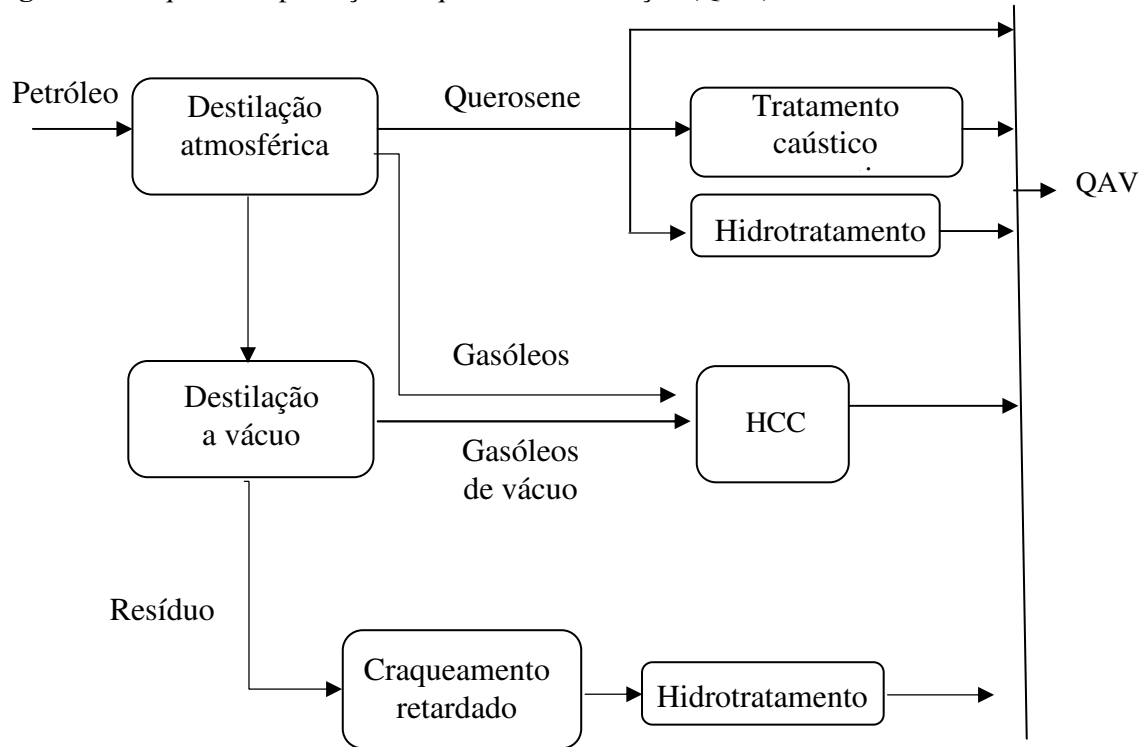 Petróleo
Destilação
atmosférica
Querosene
Tratamento
caústico
.
QAV
Hidrotratamento
Gasóleos
Destilação
a vácuo
HCC
Gasóleos
de vácuo
Resíduo
Craqueamento
retardado
Hidrotratamento